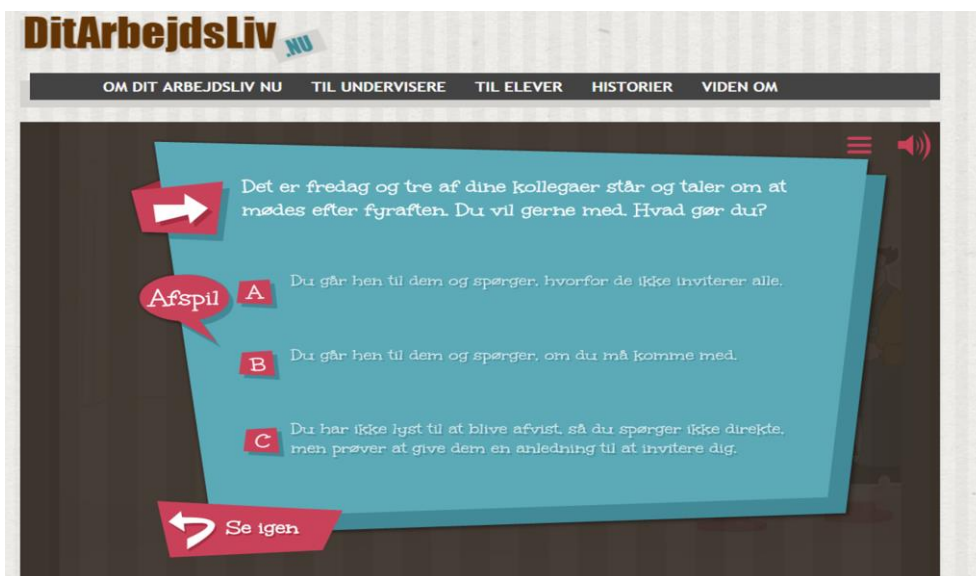 DitArbejdsLiv .NU
OM DIT ARBEJDSLIV NU TIL UNDERVISERE TIL ELEVER HISTORIER VIDEN OM
Det er fredag og tre af dine kollegaer står og taler om at
mødes efter fyraften. Du vil gerne med. Hvad gør du?
Afspil
A Du går hen til dem og spørger, hvorfor de ikke inviterer alle.
B Du går hen til dem og spørger, om du må komme med.
C Du har ikke lyst til at blive afvist, så du spørger ikke direkte,
men prøver at give dem en anledning til at invitere dig.
Se igen